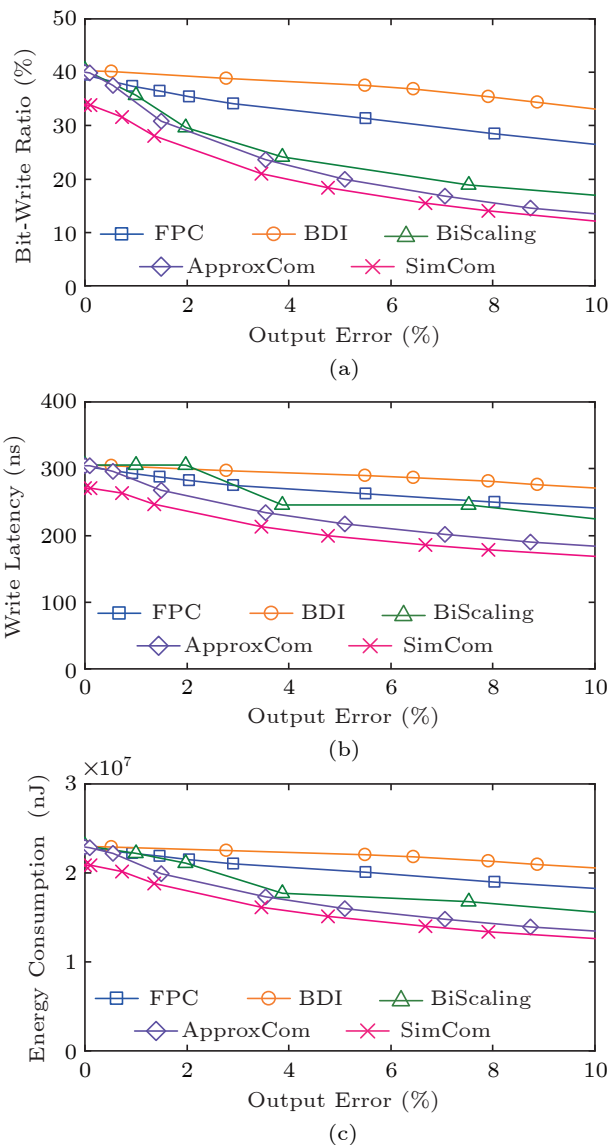 50
40
30
20
10
0
Bit-Write Ratio (%)
FPC BDI BiScaling
ApproxCom SimCom
0 2 4 6 8 10
Output Error (%)
(a)
400
300
200
100
0
Write Latency (ns)
FPC BDI BiScaling
ApproxCom SimCom
0 2 4 6 8 10
Output Error (%)
(b)
×10⁷
3
2
1
0
Energy Consumption (nJ)
FPC BDI BiScaling
ApproxCom SimCom
0 2 4 6 8 10
Output Error (%)
(c)